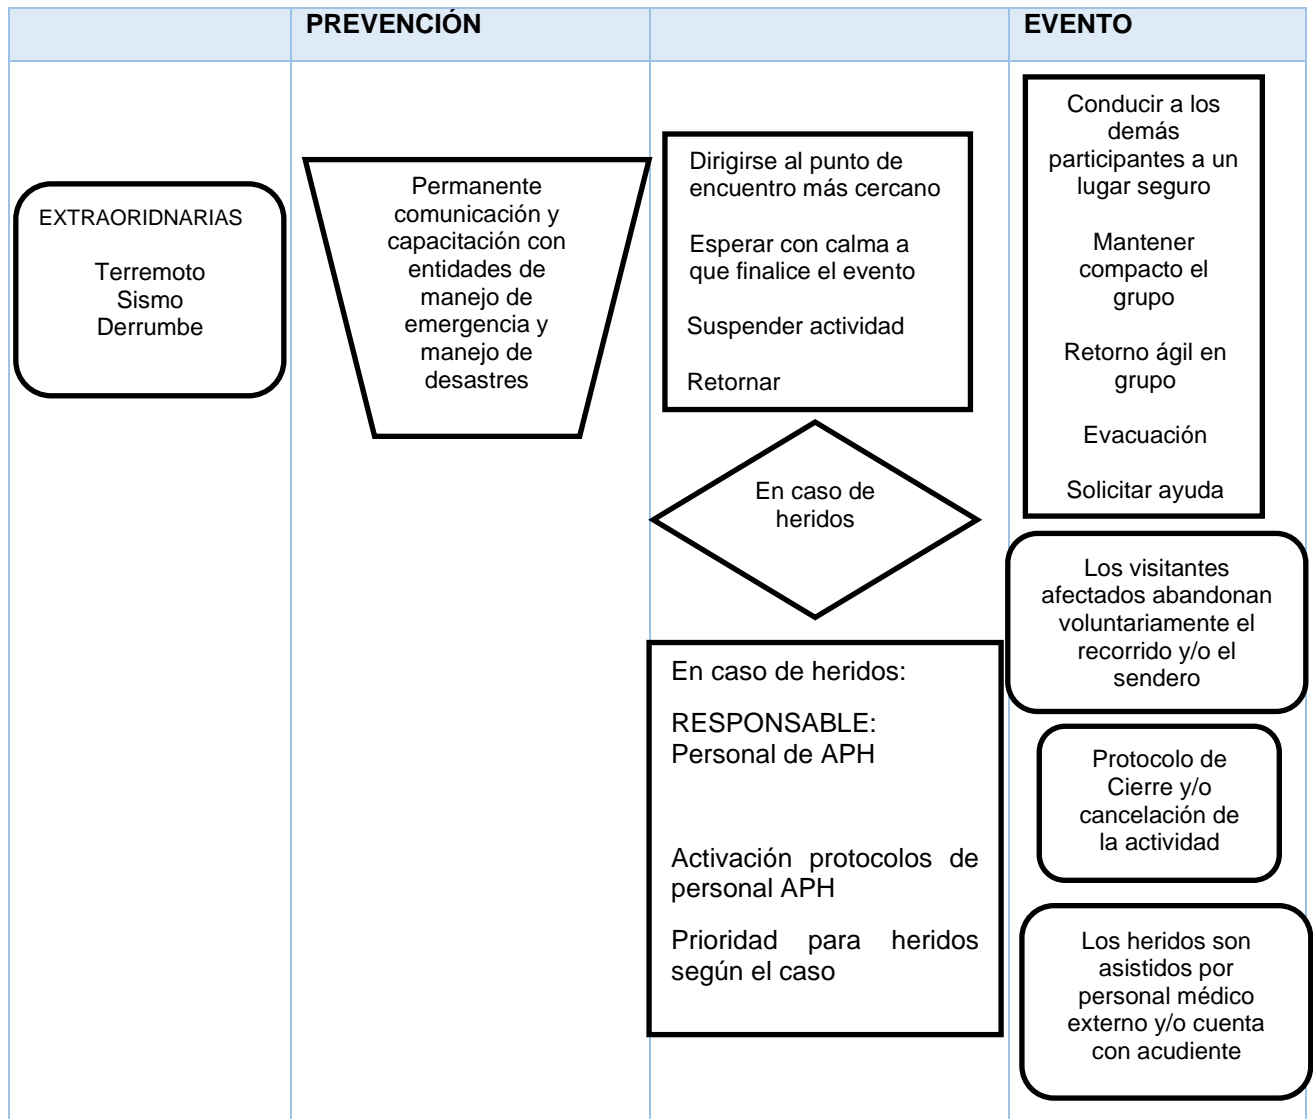 PREVENCIÓN
EVENTO
EXTRAORIDNARIAS
Terremoto
Sismo
Derrumbe
Permanente
comunicación y
capacitación con
entidades de
manejo de
emergencia y
manejo de
desastres
Dirigirse al punto de
encuentro más cercano
Esperar con calma a
que finalice el evento
Suspender actividad
Retornar
En caso de
heridos
En caso de heridos:
RESPONSABLE:
Personal de APH
Activación protocolos de
personal APH
Prioridad para heridos
según el caso
Conducir a los
demás
participantes a un
lugar seguro
Mantener
compacto el
grupo
Retorno ágil en
grupo
Evacuación
Solicitar ayuda
Los visitantes
afectados abandonan
voluntariamente el
recorrido y/o el
sendero
Protocolo de
Cierre y/o
cancelación de
la actividad
Los heridos son
asistidos por
personal médico
externo y/o cuenta
con acudiente